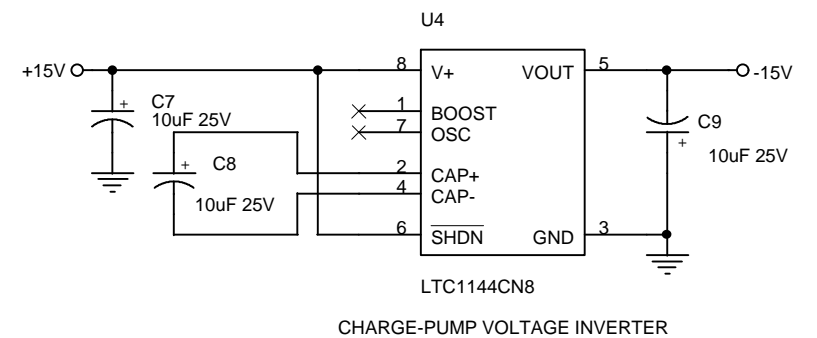 U4
+15V
8
V+
VOUT
5
-15V
+
C7
10uF 25V
1
BOOST
7
OSC
C9
+
10uF 25V
+
C8
10uF 25V
2
CAP+
4
CAP-
6
SHDN
GND
3
LTC1144CN8
CHARGE-PUMP VOLTAGE INVERTER